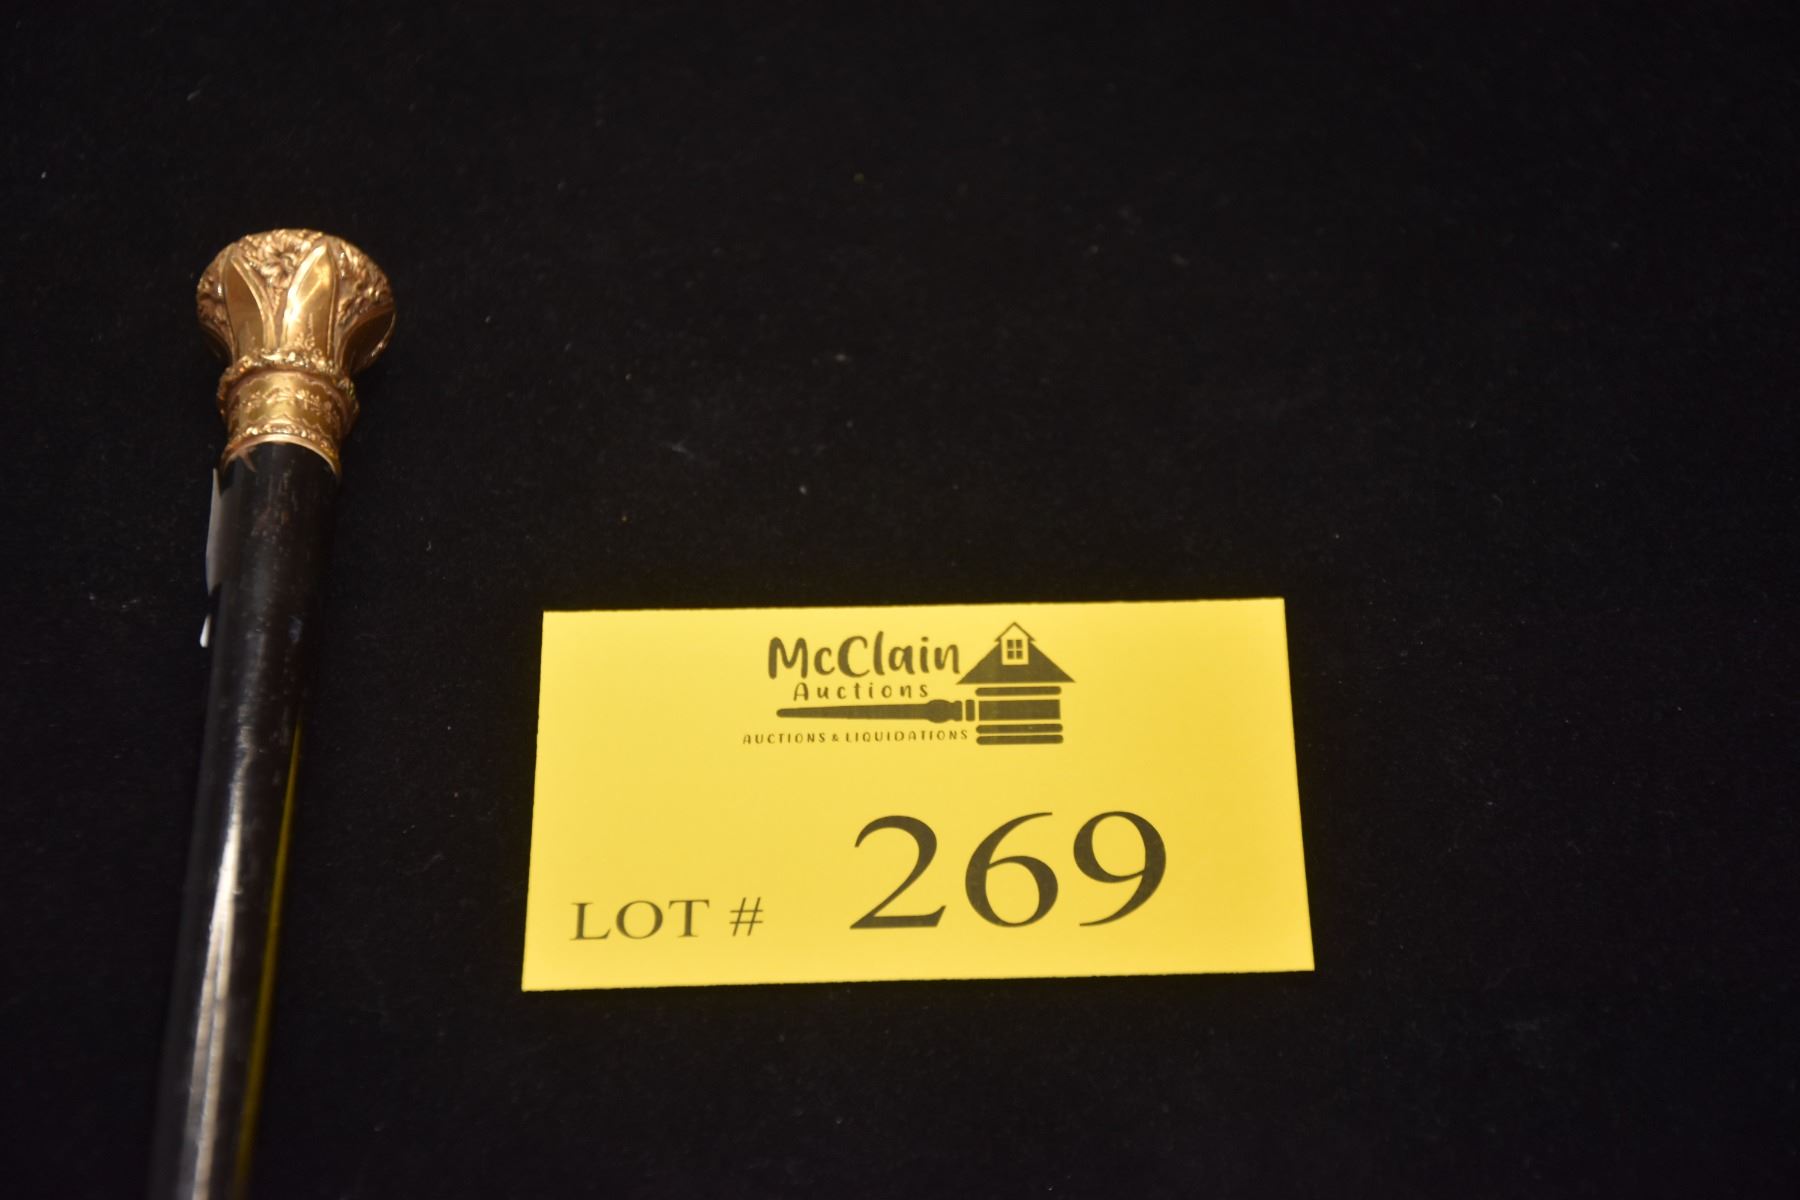 McClain
Auctions
AUCTIONS & LIQUIDATIONS
LOT # 269